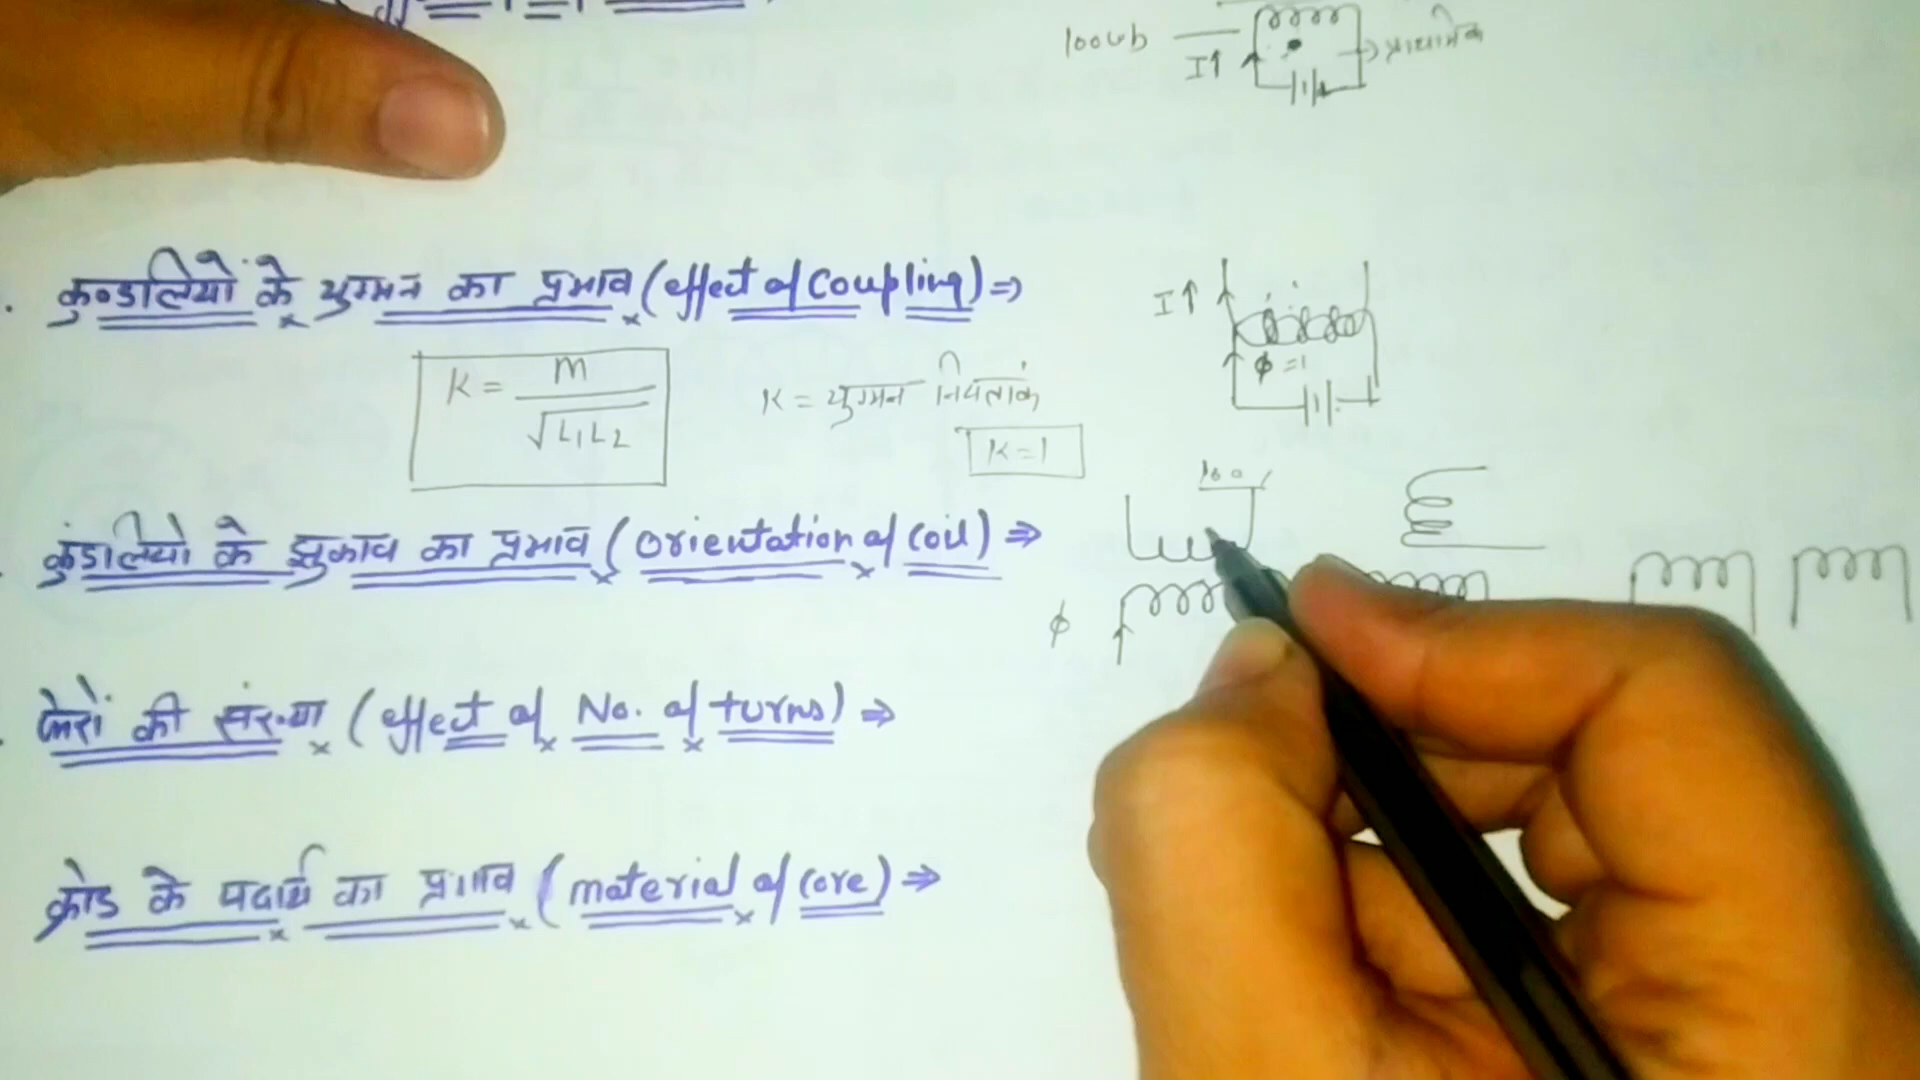 100wb
I↑ → प्राथमिक
कुण्डलियों के युग्मन का प्रभाव (effect of Coupling) ⇒
I↑
ϕ=1
K = M/√L₁L₂
K = युग्मन नियतांक
K=1
कुंडलियो के झुकाव का प्रभाव (Orientation of Coil) ⇒
ϕ
फेरों की संख्या (effect of No. of turns) ⇒
क्रोड के पदार्थ का प्रभाव (material of Core) ⇒